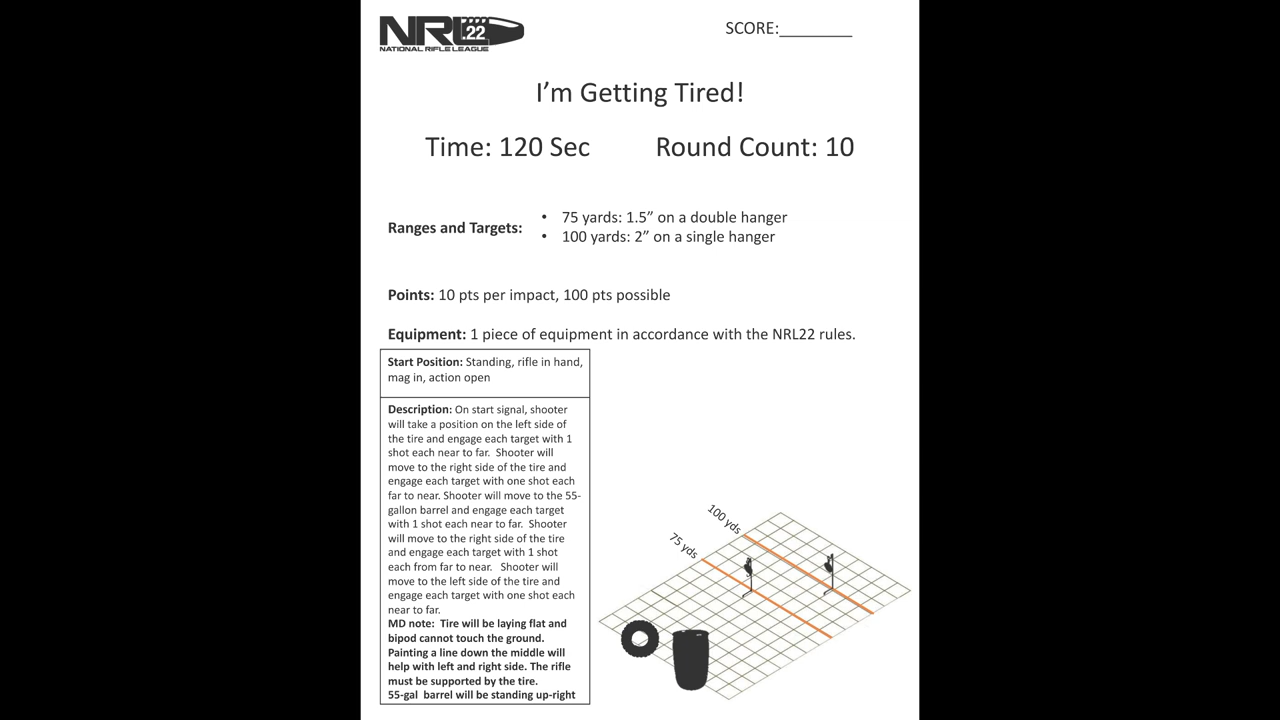 NRL.22
NATIONAL RIFLE LEAGUE
SCORE:_________
I'm Getting Tired!
Time: 120 Sec
Round Count: 10
Ranges and Targets:
• 75 yards: 1.5” on a double hanger
• 100 yards: 2” on a single hanger
Points: 10 pts per impact, 100 pts possible
Equipment: 1 piece of equipment in accordance with the NRL22 rules.
Start Position: Standing, rifle in hand,
mag in, action open
Description: On start signal, shooter
will take a position on the left side of
the tire and engage each target with 1
shot each near to far.  Shooter will
move to the right side of the tire and
engage each target with one shot each
far to near. Shooter will move to the 55-
gallon barrel and engage each target
with 1 shot each near to far.  Shooter
will move to the right side of the tire
and engage each target with 1 shot
each from far to near.   Shooter will
move to the left side of the tire and
engage each target with one shot each
near to far.
MD note:  Tire will be laying flat and
bipod cannot touch the ground.
Painting a line down the middle will
help with left and right side. The rifle
must be supported by the tire.
55-gal  barrel will be standing up-right
100 yds
75 yds